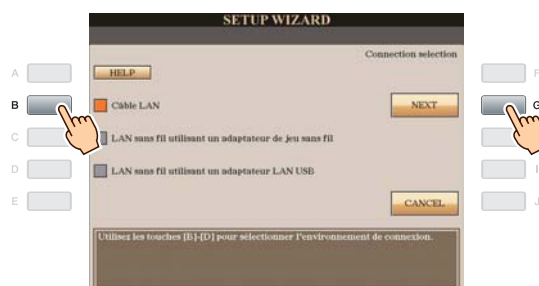 SETUP WIZARD
Connection selection
A
HELP
F
B
Câble LAN
NEXT
G
C
LAN sans fil utilisant un adaptateur de jeu sans fil
D
LAN sans fil utilisant un adaptateur LAN USB
I
E
CANCEL
J
Utilisez les touches [B]-[D] pour sélectionner l'environnement de connexion.